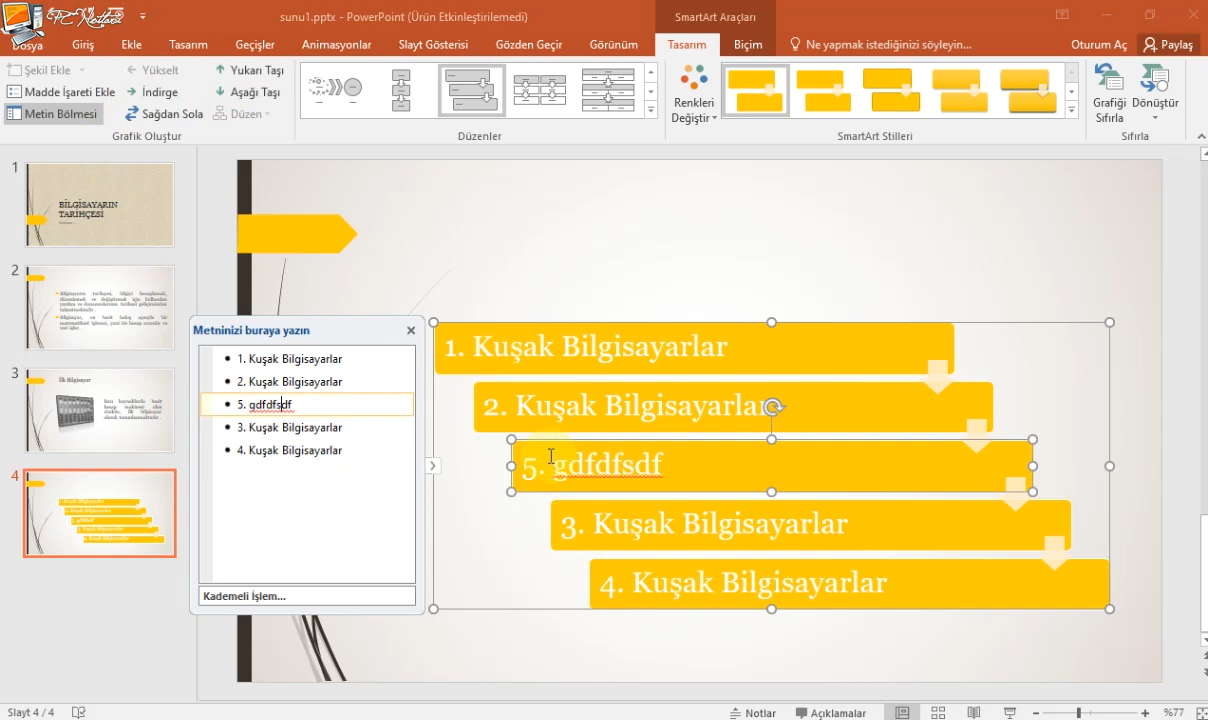 PC Notları
sunu1.pptx - PowerPoint (Ürün Etkinleştirilemedi)
SmartArt Araçları
Dosya
Giriş
Ekle
Tasarım
Geçişler
Animasyonlar
Slayt Gösterisi
Gözden Geçir
Görünüm
Tasarım
Biçim
Ne yapmak istediğinizi söyleyin...
Oturum Aç
Paylaş
Şekil Ekle
Yükselt
Yukarı Taşı
Madde İşareti Ekle
İndirge
Aşağı Taşı
Metin Bölmesi
Sağdan Sola
Düzen
Grafik Oluştur
Düzenler
Renkleri
Değiştir
SmartArt Stilleri
Grafiği
Sıfırla
Dönüştür
Sıfırla
1
BİLGİSAYARIN
TARİHÇESİ
2
3
İlk Bilgisayar
4
Metninizi buraya yazın
1. Kuşak Bilgisayarlar
2. Kuşak Bilgisayarlar
5. gdfdfsdf
3. Kuşak Bilgisayarlar
4. Kuşak Bilgisayarlar
Kademeli İşlem...
1. Kuşak Bilgisayarlar
2. Kuşak Bilgisayarlar
5. gdfdfsdf
3. Kuşak Bilgisayarlar
4. Kuşak Bilgisayarlar
Slayt 4 / 4
Notlar
Açıklamalar
%77